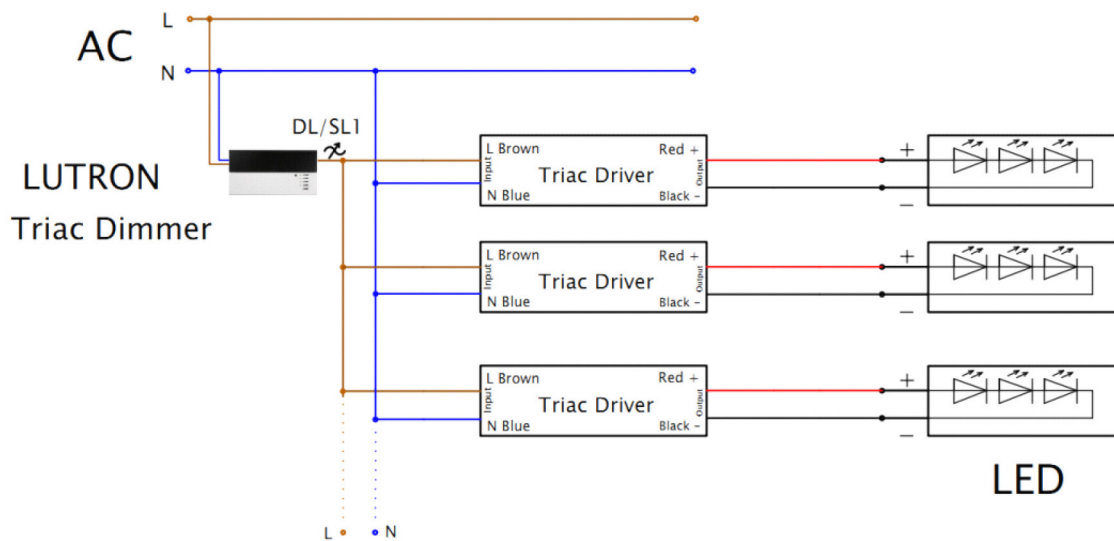 L
AC
N
DL/SL1
LUTRON
Triac Dimmer
L Brown
Red +
Input
Triac Driver
Output
N Blue
Black -
+
−
L Brown
Red +
Input
Triac Driver
Output
N Blue
Black -
+
−
L Brown
Red +
Input
Triac Driver
Output
N Blue
Black -
+
−
LED
L
N